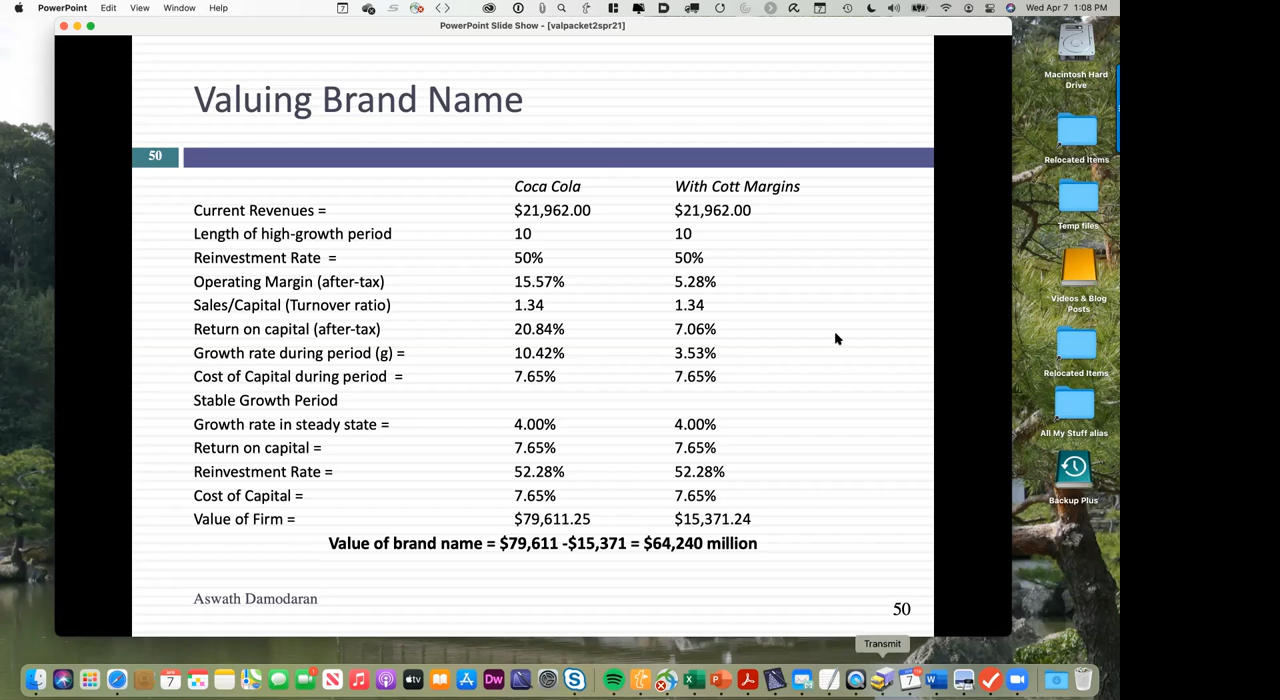 PowerPoint Edit View Window Help
Wed Apr 7 1:08 PM
PowerPoint Slide Show - [valpacket2spr21]
Valuing Brand Name
50
Coca Cola With Cott Margins
Current Revenues = $21,962.00 $21,962.00
Length of high-growth period 10 10
Reinvestment Rate = 50% 50%
Operating Margin (after-tax) 15.57% 5.28%
Sales/Capital (Turnover ratio) 1.34 1.34
Return on capital (after-tax) 20.84% 7.06%
Growth rate during period (g) = 10.42% 3.53%
Cost of Capital during period = 7.65% 7.65%
Stable Growth Period
Growth rate in steady state = 4.00% 4.00%
Return on capital = 7.65% 7.65%
Reinvestment Rate = 52.28% 52.28%
Cost of Capital = 7.65% 7.65%
Value of Firm = $79,611.25 $15,371.24
Value of brand name = $79,611 -$15,371 = $64,240 million
Aswath Damodaran
50
Macintosh Hard
Drive
Relocated Items
Temp files
Videos & Blog
Posts
Relocated Items
All My Stuff alias
Backup Plus
Transmit